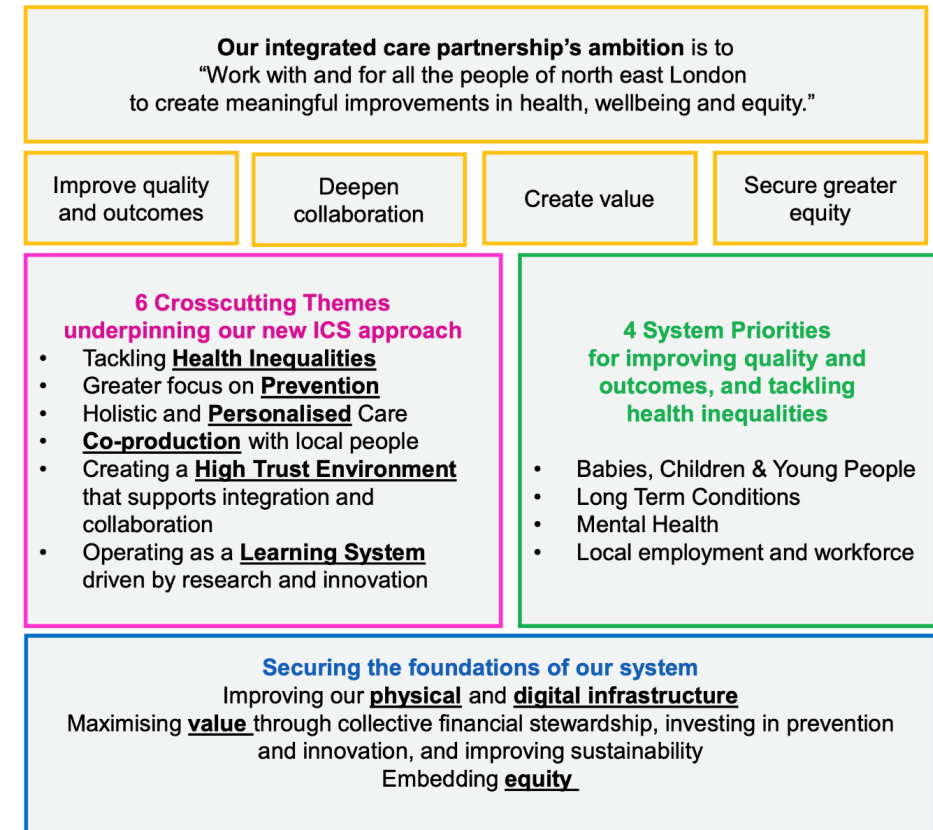 Our integrated care partnership's ambition is to
“Work with and for all the people of north east London
to create meaningful improvements in health, wellbeing and equity.”
Improve quality
and outcomes
Deepen
collaboration
Create value
Secure greater
equity
6 Crosscutting Themes
underpinning our new ICS approach
• Tackling Health Inequalities
• Greater focus on Prevention
• Holistic and Personalised Care
• Co-production with local people
• Creating a High Trust Environment
that supports integration and
collaboration
• Operating as a Learning System
driven by research and innovation
4 System Priorities
for improving quality and
outcomes, and tackling
health inequalities
• Babies, Children & Young People
• Long Term Conditions
• Mental Health
• Local employment and workforce
Securing the foundations of our system
Improving our physical and digital infrastructure
Maximising value through collective financial stewardship, investing in prevention
and innovation, and improving sustainability
Embedding equity